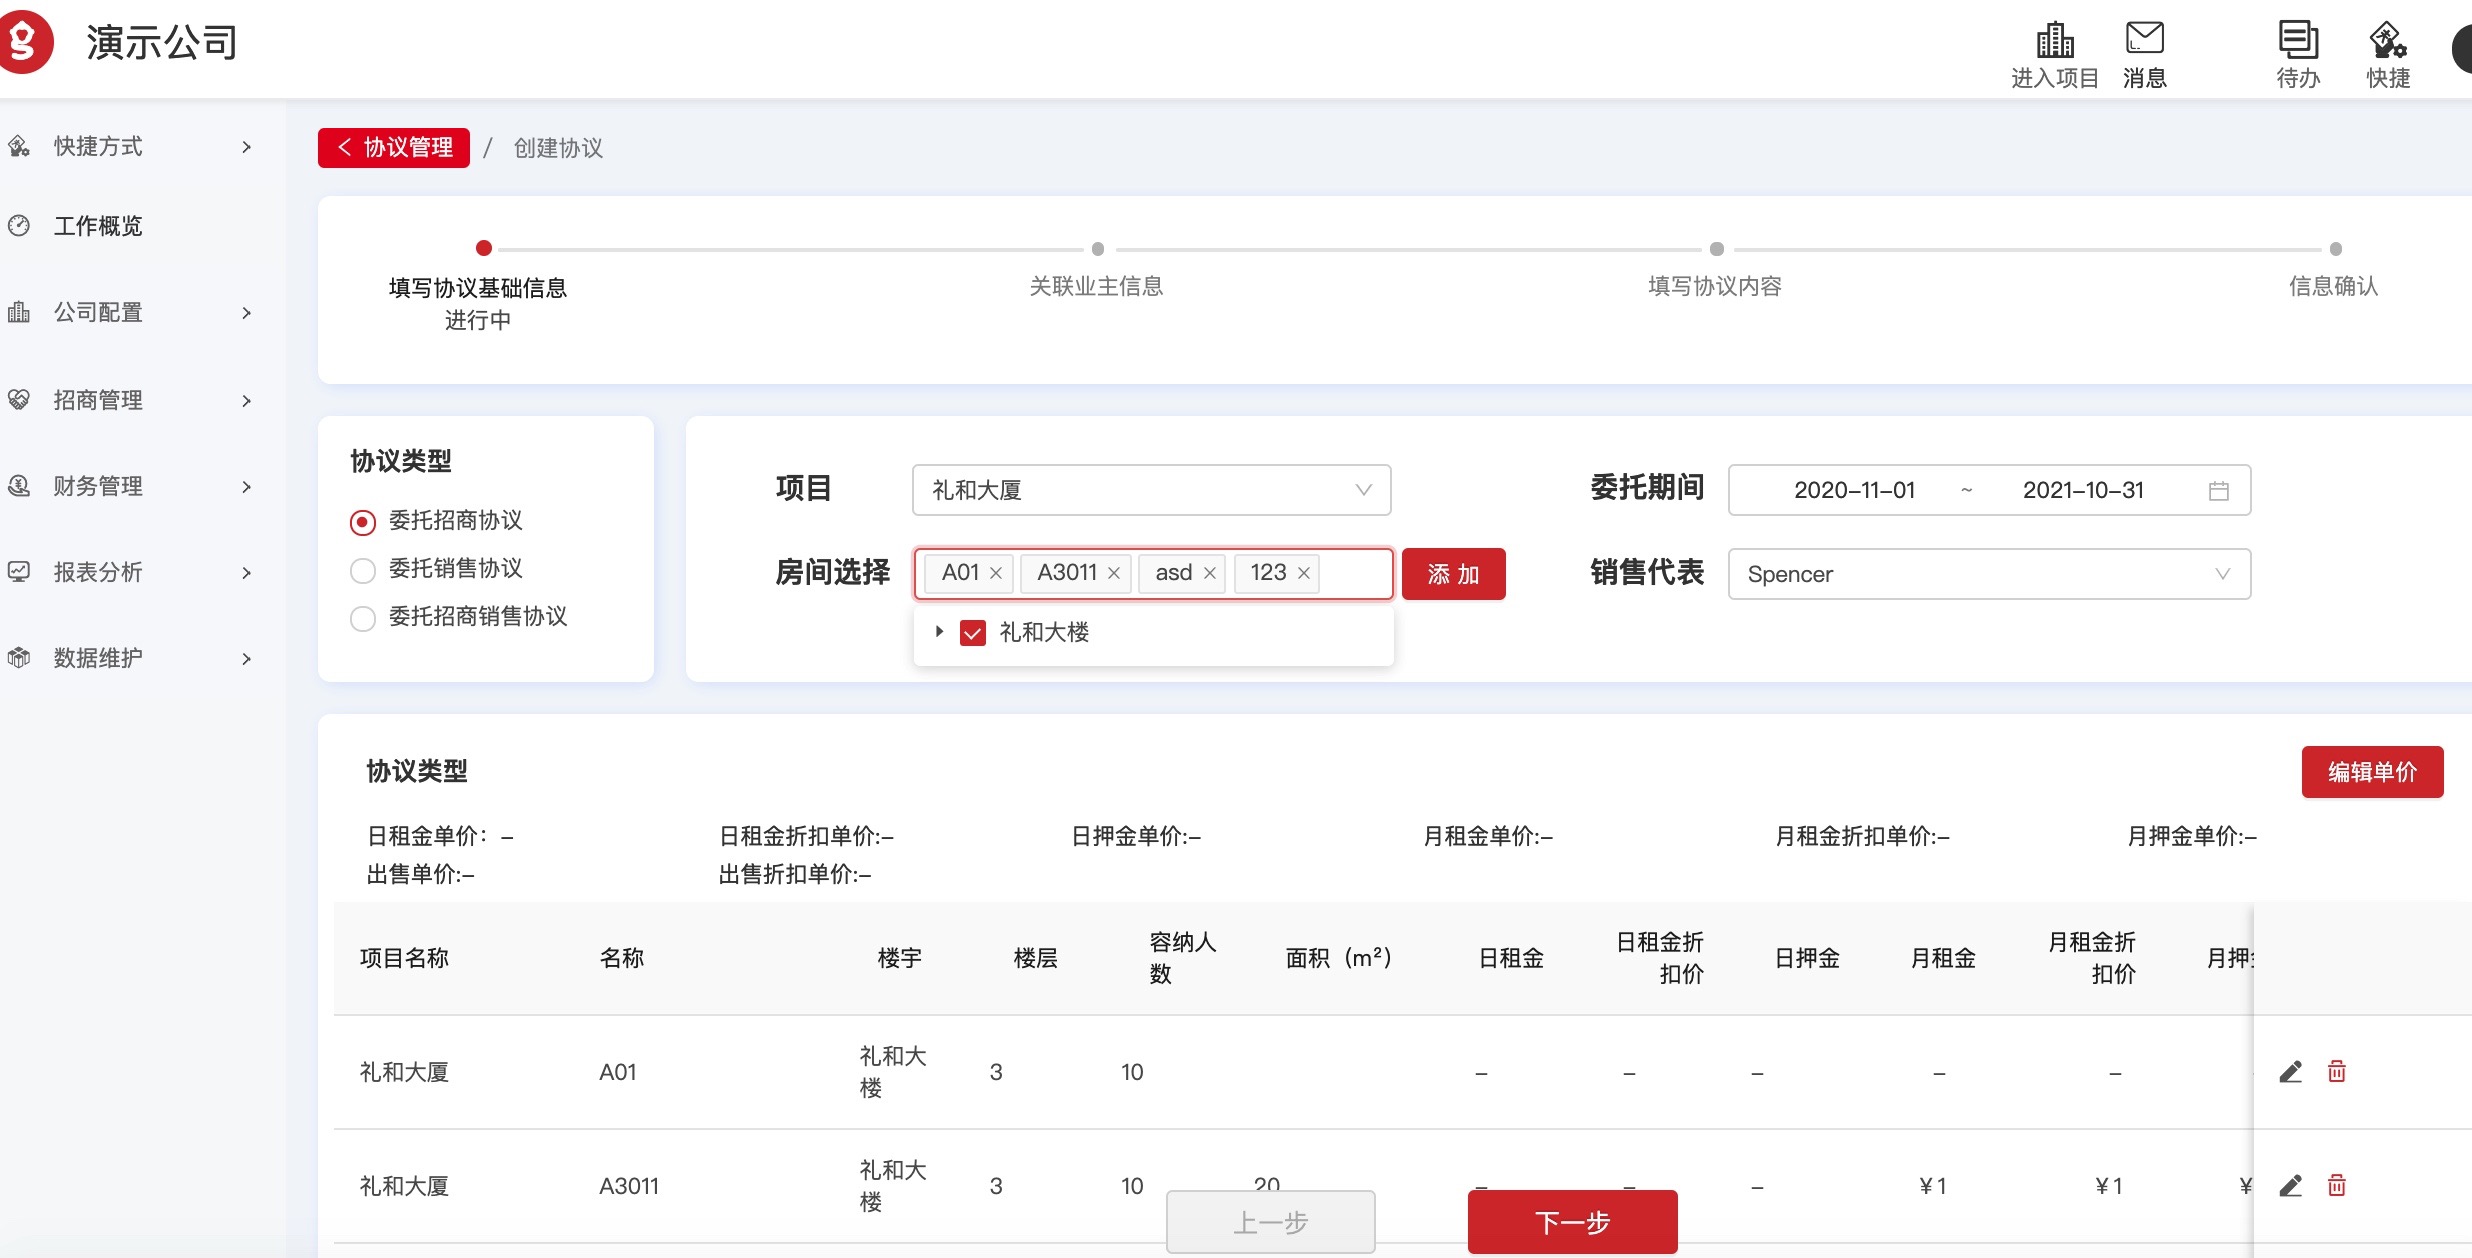 演示公司
进入项目
消息
待办
快捷
快捷方式
工作概览
公司配置
招商管理
财务管理
报表分析
数据维护
协议管理 / 创建协议
填写协议基础信息
进行中
关联业主信息
填写协议内容
信息确认
协议类型
委托招商协议
委托销售协议
委托招商销售协议
项目 礼和大厦
委托期间 2020-11-01 ~ 2021-10-31
房间选择 A01 A3011 asd 123 添 加
销售代表 Spencer
礼和大楼
协议类型
编辑单价
日租金单价：- 日租金折扣单价:- 日押金单价:- 月租金单价:- 月租金折扣单价:- 月押金单价:-
出售单价:- 出售折扣单价:-
项目名称 名称 楼宇 楼层 容纳人数 面积（m²） 日租金 日租金折扣价 日押金 月租金 月租金折扣价 月押
礼和大厦 A01 礼和大楼 3 10 - - - - -
礼和大厦 A3011 礼和大楼 3 10 20 - - - ¥1 ¥1 ¥
上一步
下一步